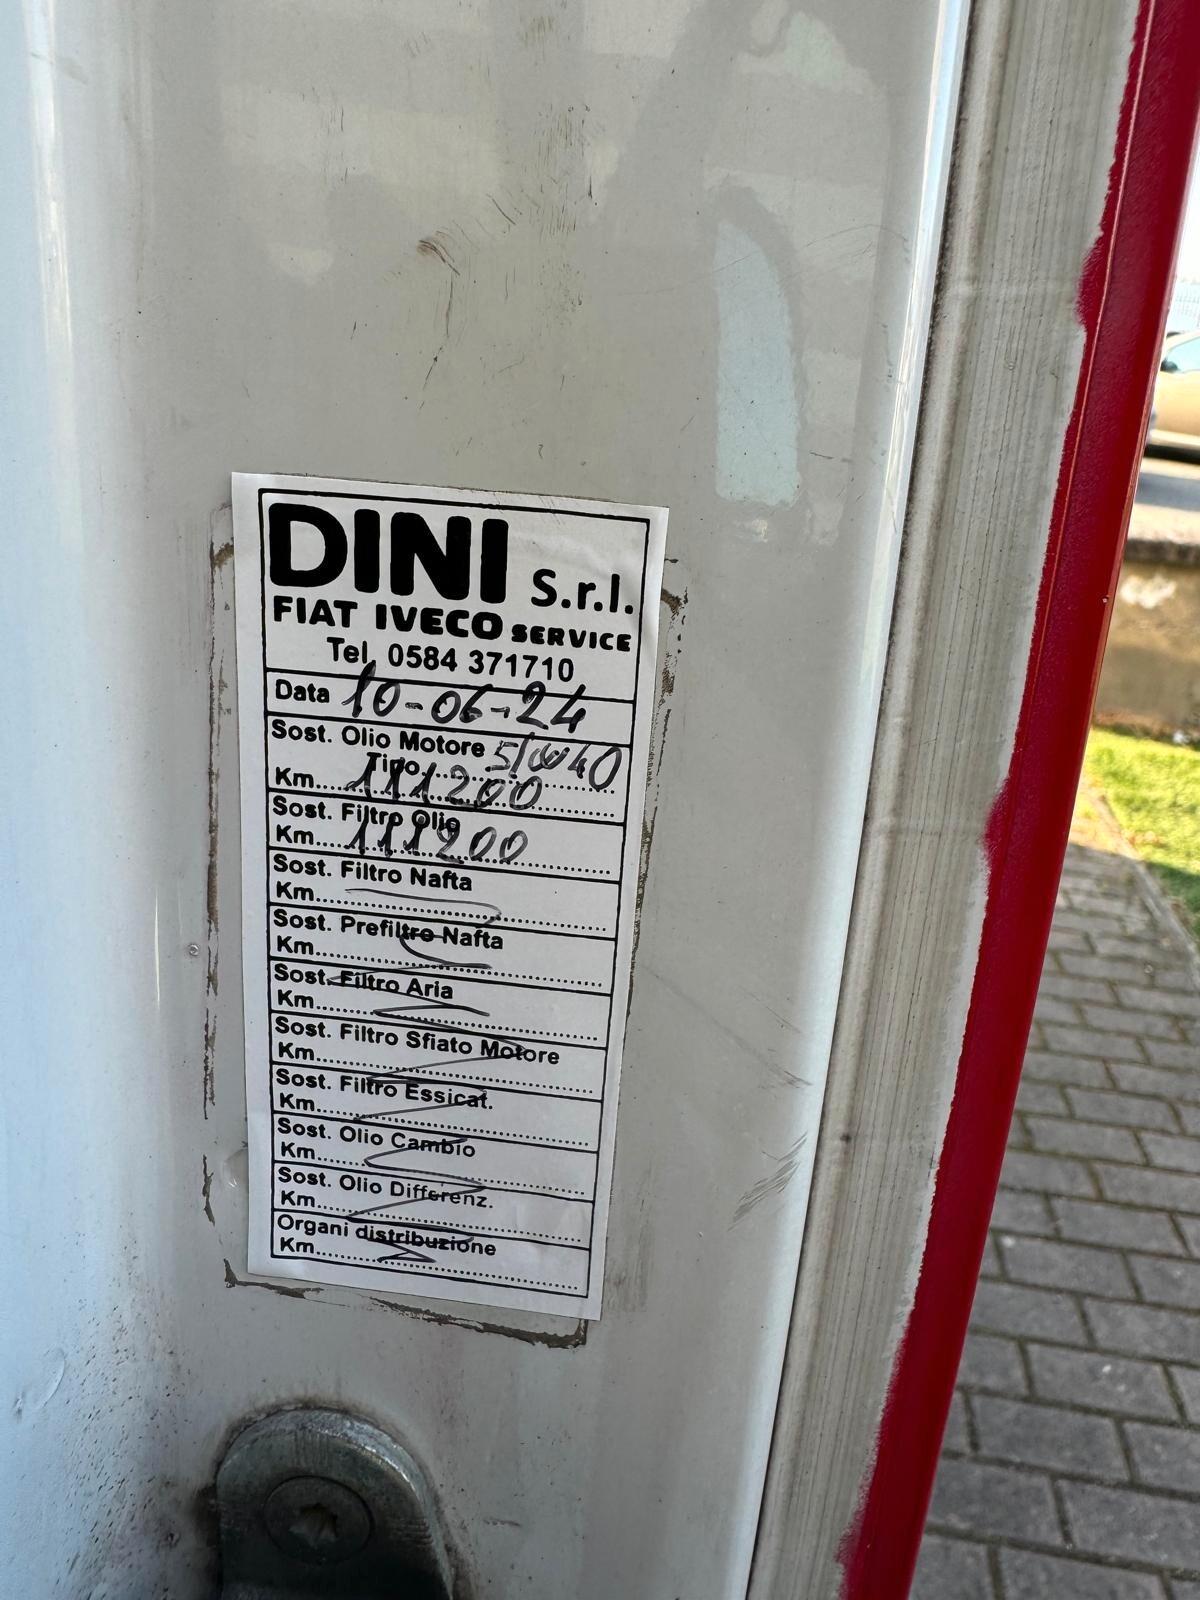 DINI s.r.l.
FIAT IVECO SERVICE
Tel. 0584 371710
Data 10-06-24
Sost. Olio Motore 5/W40
Tipo
Km 111200
Sost. Filtro Olio
Km 111200
Sost. Filtro Nafta
Km
Sost. Prefiltro Nafta
Km
Sost. Filtro Aria
Km
Sost. Filtro Sfiato Motore
Km
Sost. Filtro Essicat.
Km
Sost. Olio Cambio
Km
Sost. Olio Differenz.
Km
Organi distribuzione
Km